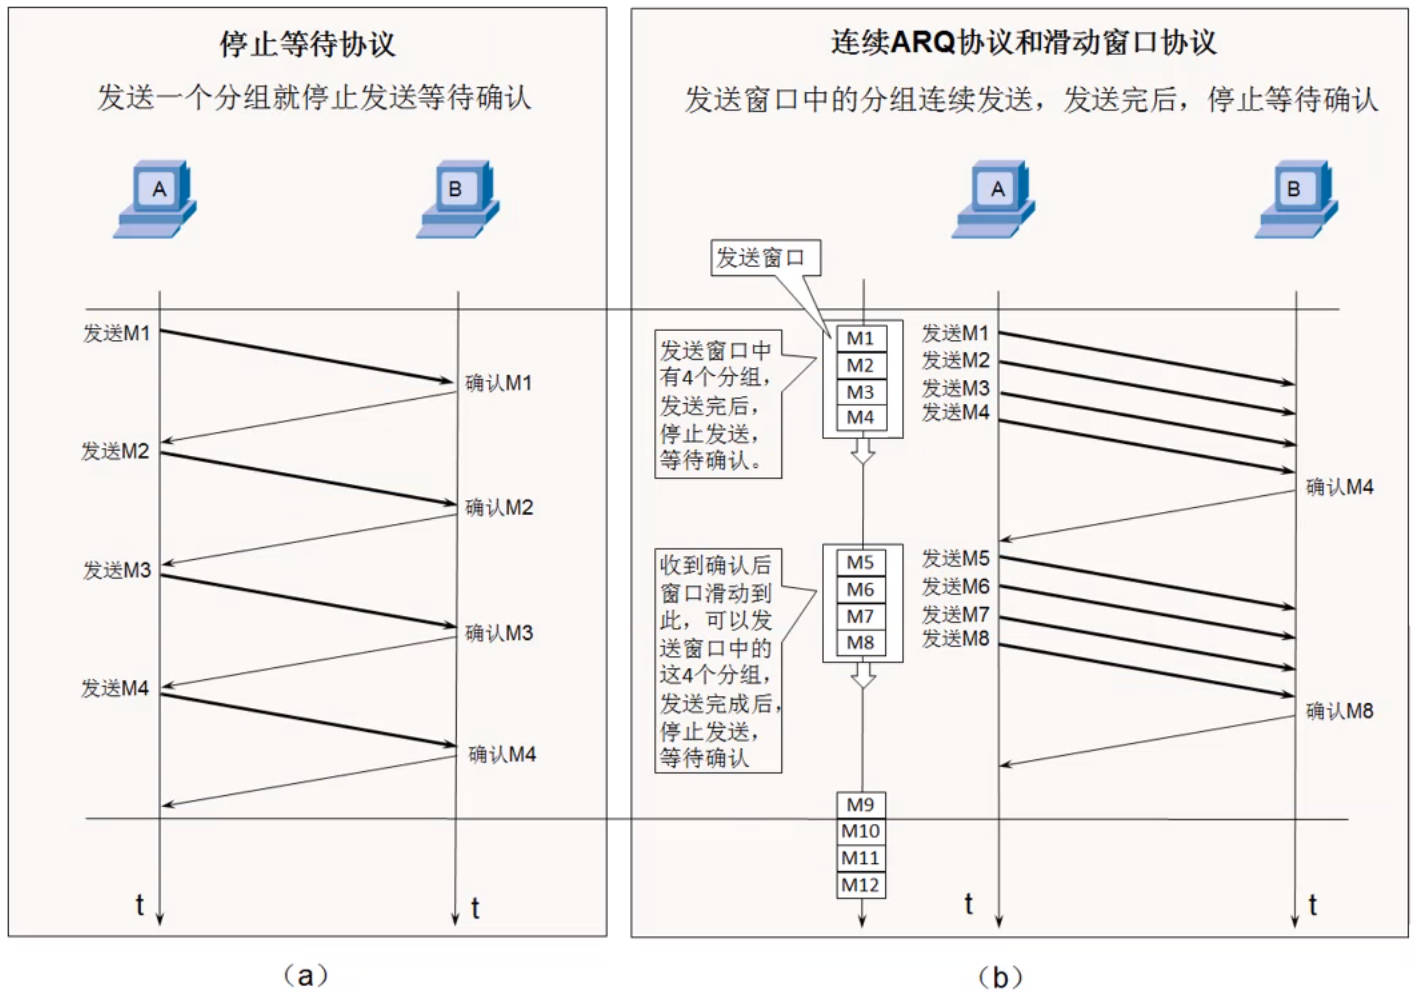 停止等待协议
发送一个分组就停止发送等待确认
A
B
发送M1
确认M1
发送M2
确认M2
发送M3
确认M3
发送M4
确认M4
t
t
(a)
连续ARQ协议和滑动窗口协议
发送窗口中的分组连续发送，发送完后，停止等待确认
A
B
发送窗口
发送窗口中
有4个分组，
发送完后，
停止发送，
等待确认。
M1
M2
M3
M4
发送M1
发送M2
发送M3
发送M4
确认M4
收到确认后
窗口滑动到
此，可以发
送窗口中的
这4个分组，
发送完成后，
停止发送，
等待确认
M5
M6
M7
M8
发送M5
发送M6
发送M7
发送M8
确认M8
M9
M10
M11
M12
t
t
(b)